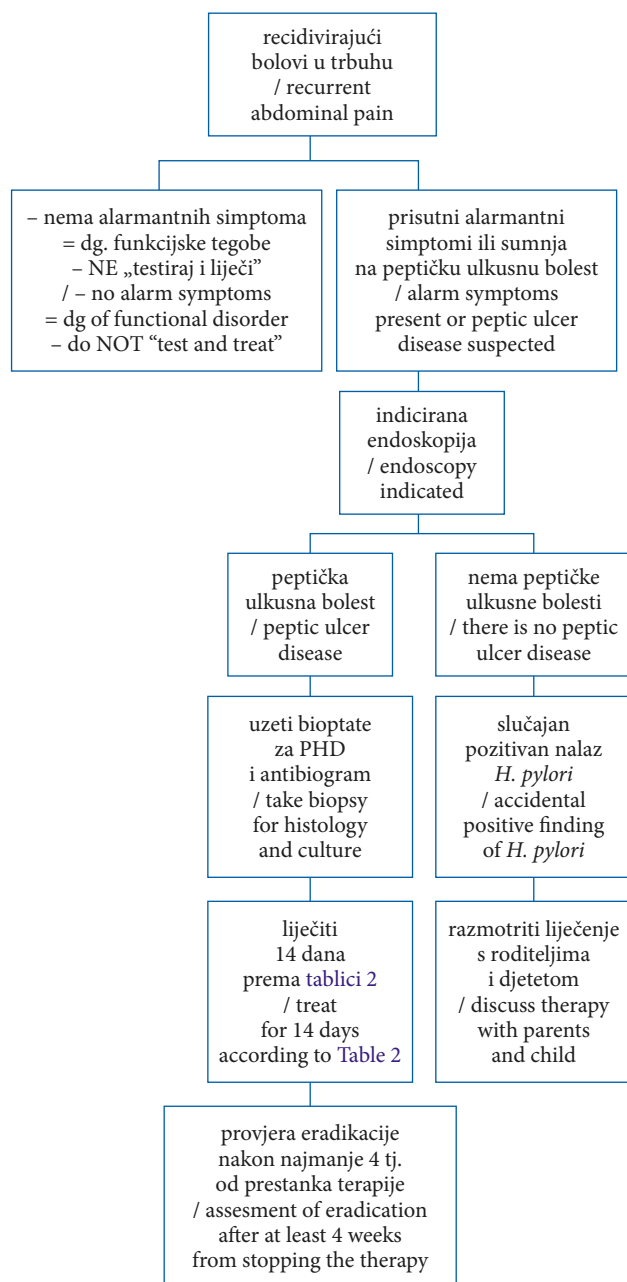 recidivirajući
bolovi u trbuhu
/ recurrent
abdominal pain
– nema alarmantnih simptoma
= dg. funkcijske tegobe
– NE „testiraj i liječi”
/ – no alarm symptoms
= dg of functional disorder
– do NOT “test and treat”
prisutni alarmantni
simptomi ili sumnja
na peptičku ulkusnu bolest
/ alarm symptoms
present or peptic ulcer
disease suspected
indicirana
endoskopija
/ endoscopy
indicated
peptička
ulkusna bolest
/ peptic ulcer
disease
nema peptičke
ulkusne bolesti
/ there is no peptic
ulcer disease
uzeti bioptate
za PHD
i antibiogram
/ take biopsy
for histology
and culture
slučajan
pozitivan nalaz
H. pylori
/ accidental
positive finding
of H. pylori
liječiti
14 dana
prema tablici 2
/ treat
for 14 days
according to Table 2
razmotriti liječenje
s roditeljima
i djetetom
/ discuss therapy
with parents
and child
provjera eradikacije
nakon najmanje 4 tj.
od prestanka terapije
/ assesment of eradication
after at least 4 weeks
from stopping the therapy